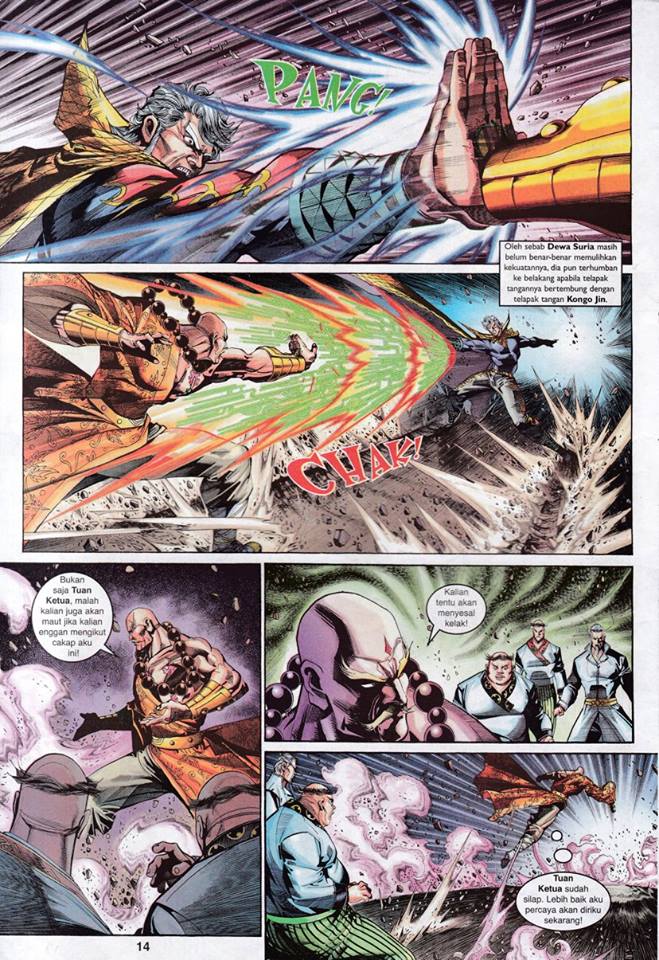 PANG!
Oleh sebab Dewa Suria masih
belum benar-benar memulihkan
kekuatannya, dia pun terhumban
ke belakang apabila telapak
tangannya bertembung dengan
telapak tangan Kongo Jin.
CHAK!
Bukan
saja Tuan
Ketua, malah
kalian juga akan
maut jika kalian
enggan mengikut
cakap aku
ini!
Kalian
tentu akan
menyesal
kelak!
Tuan
Ketua sudah
silap. Lebih baik aku
percaya akan diriku
sekarang!
14